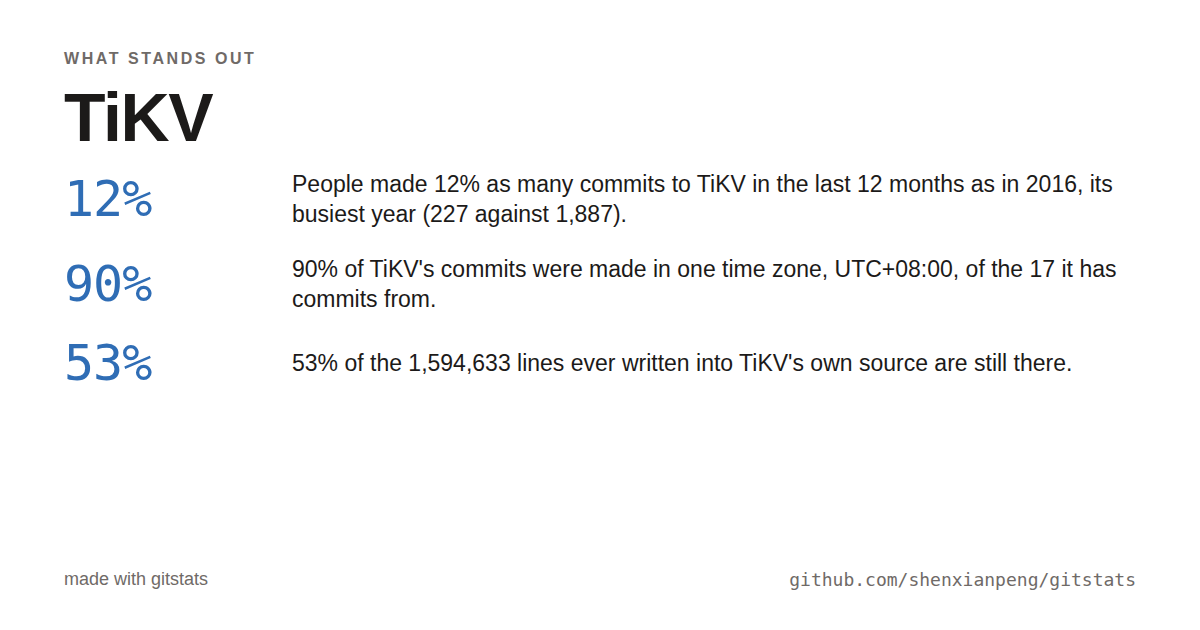 WHAT STANDS OUT
TiKV
12%
People made 12% as many commits to TiKV in the last 12 months as in 2016, its
busiest year (227 against 1,887).
90%
90% of TiKV's commits were made in one time zone, UTC+08:00, of the 17 it has
commits from.
53%
53% of the 1,594,633 lines ever written into TiKV's own source are still there.
made with gitstats
github.com/shenxianpeng/gitstats